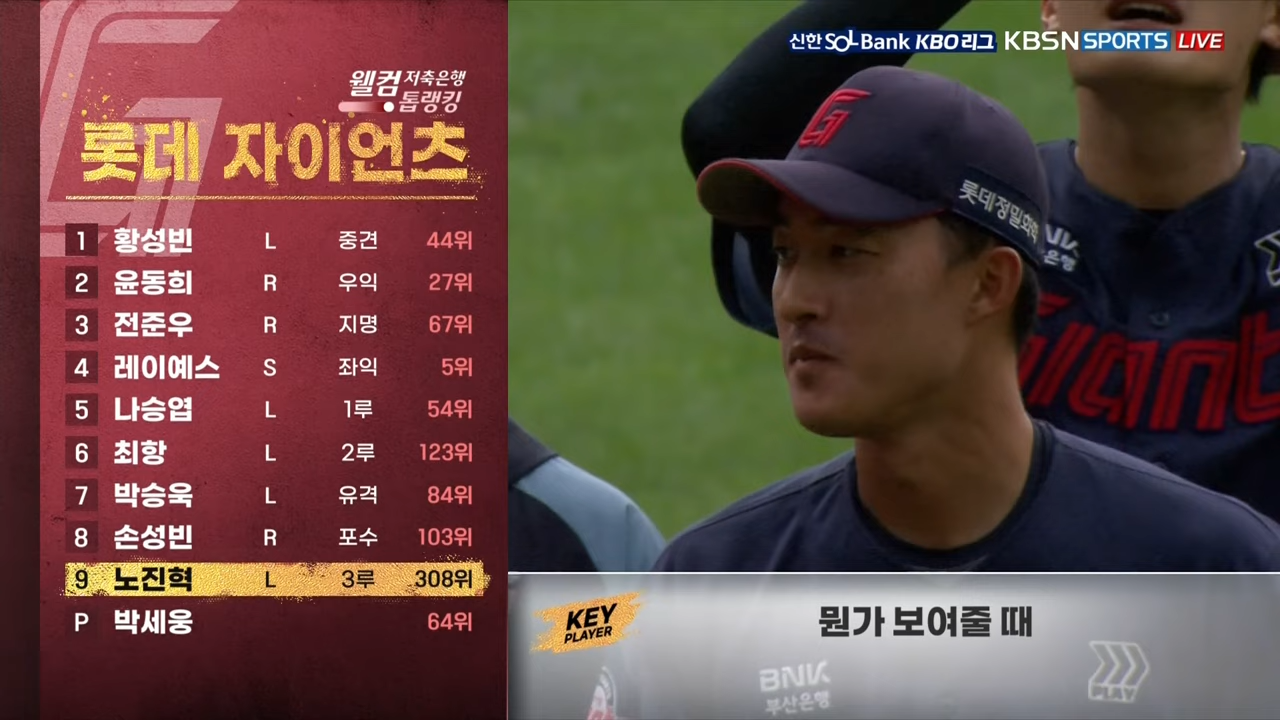 신한 SOL Bank KBO 리그 KBSN SPORTS LIVE
웰컴 저축은행
톱랭킹
롯데 자이언츠
1 황성빈 L 중견 44위
2 윤동희 R 우익 27위
3 전준우 R 지명 67위
4 레이예스 S 좌익 5위
5 나승엽 L 1루 54위
6 최항 L 2루 123위
7 박승욱 L 유격 84위
8 손성빈 R 포수 103위
9 노진혁 L 3루 308위
P 박세웅 64위
롯데정밀화학
Giants
KEY
PLAYER
뭔가 보여줄 때
BNK
부산은행